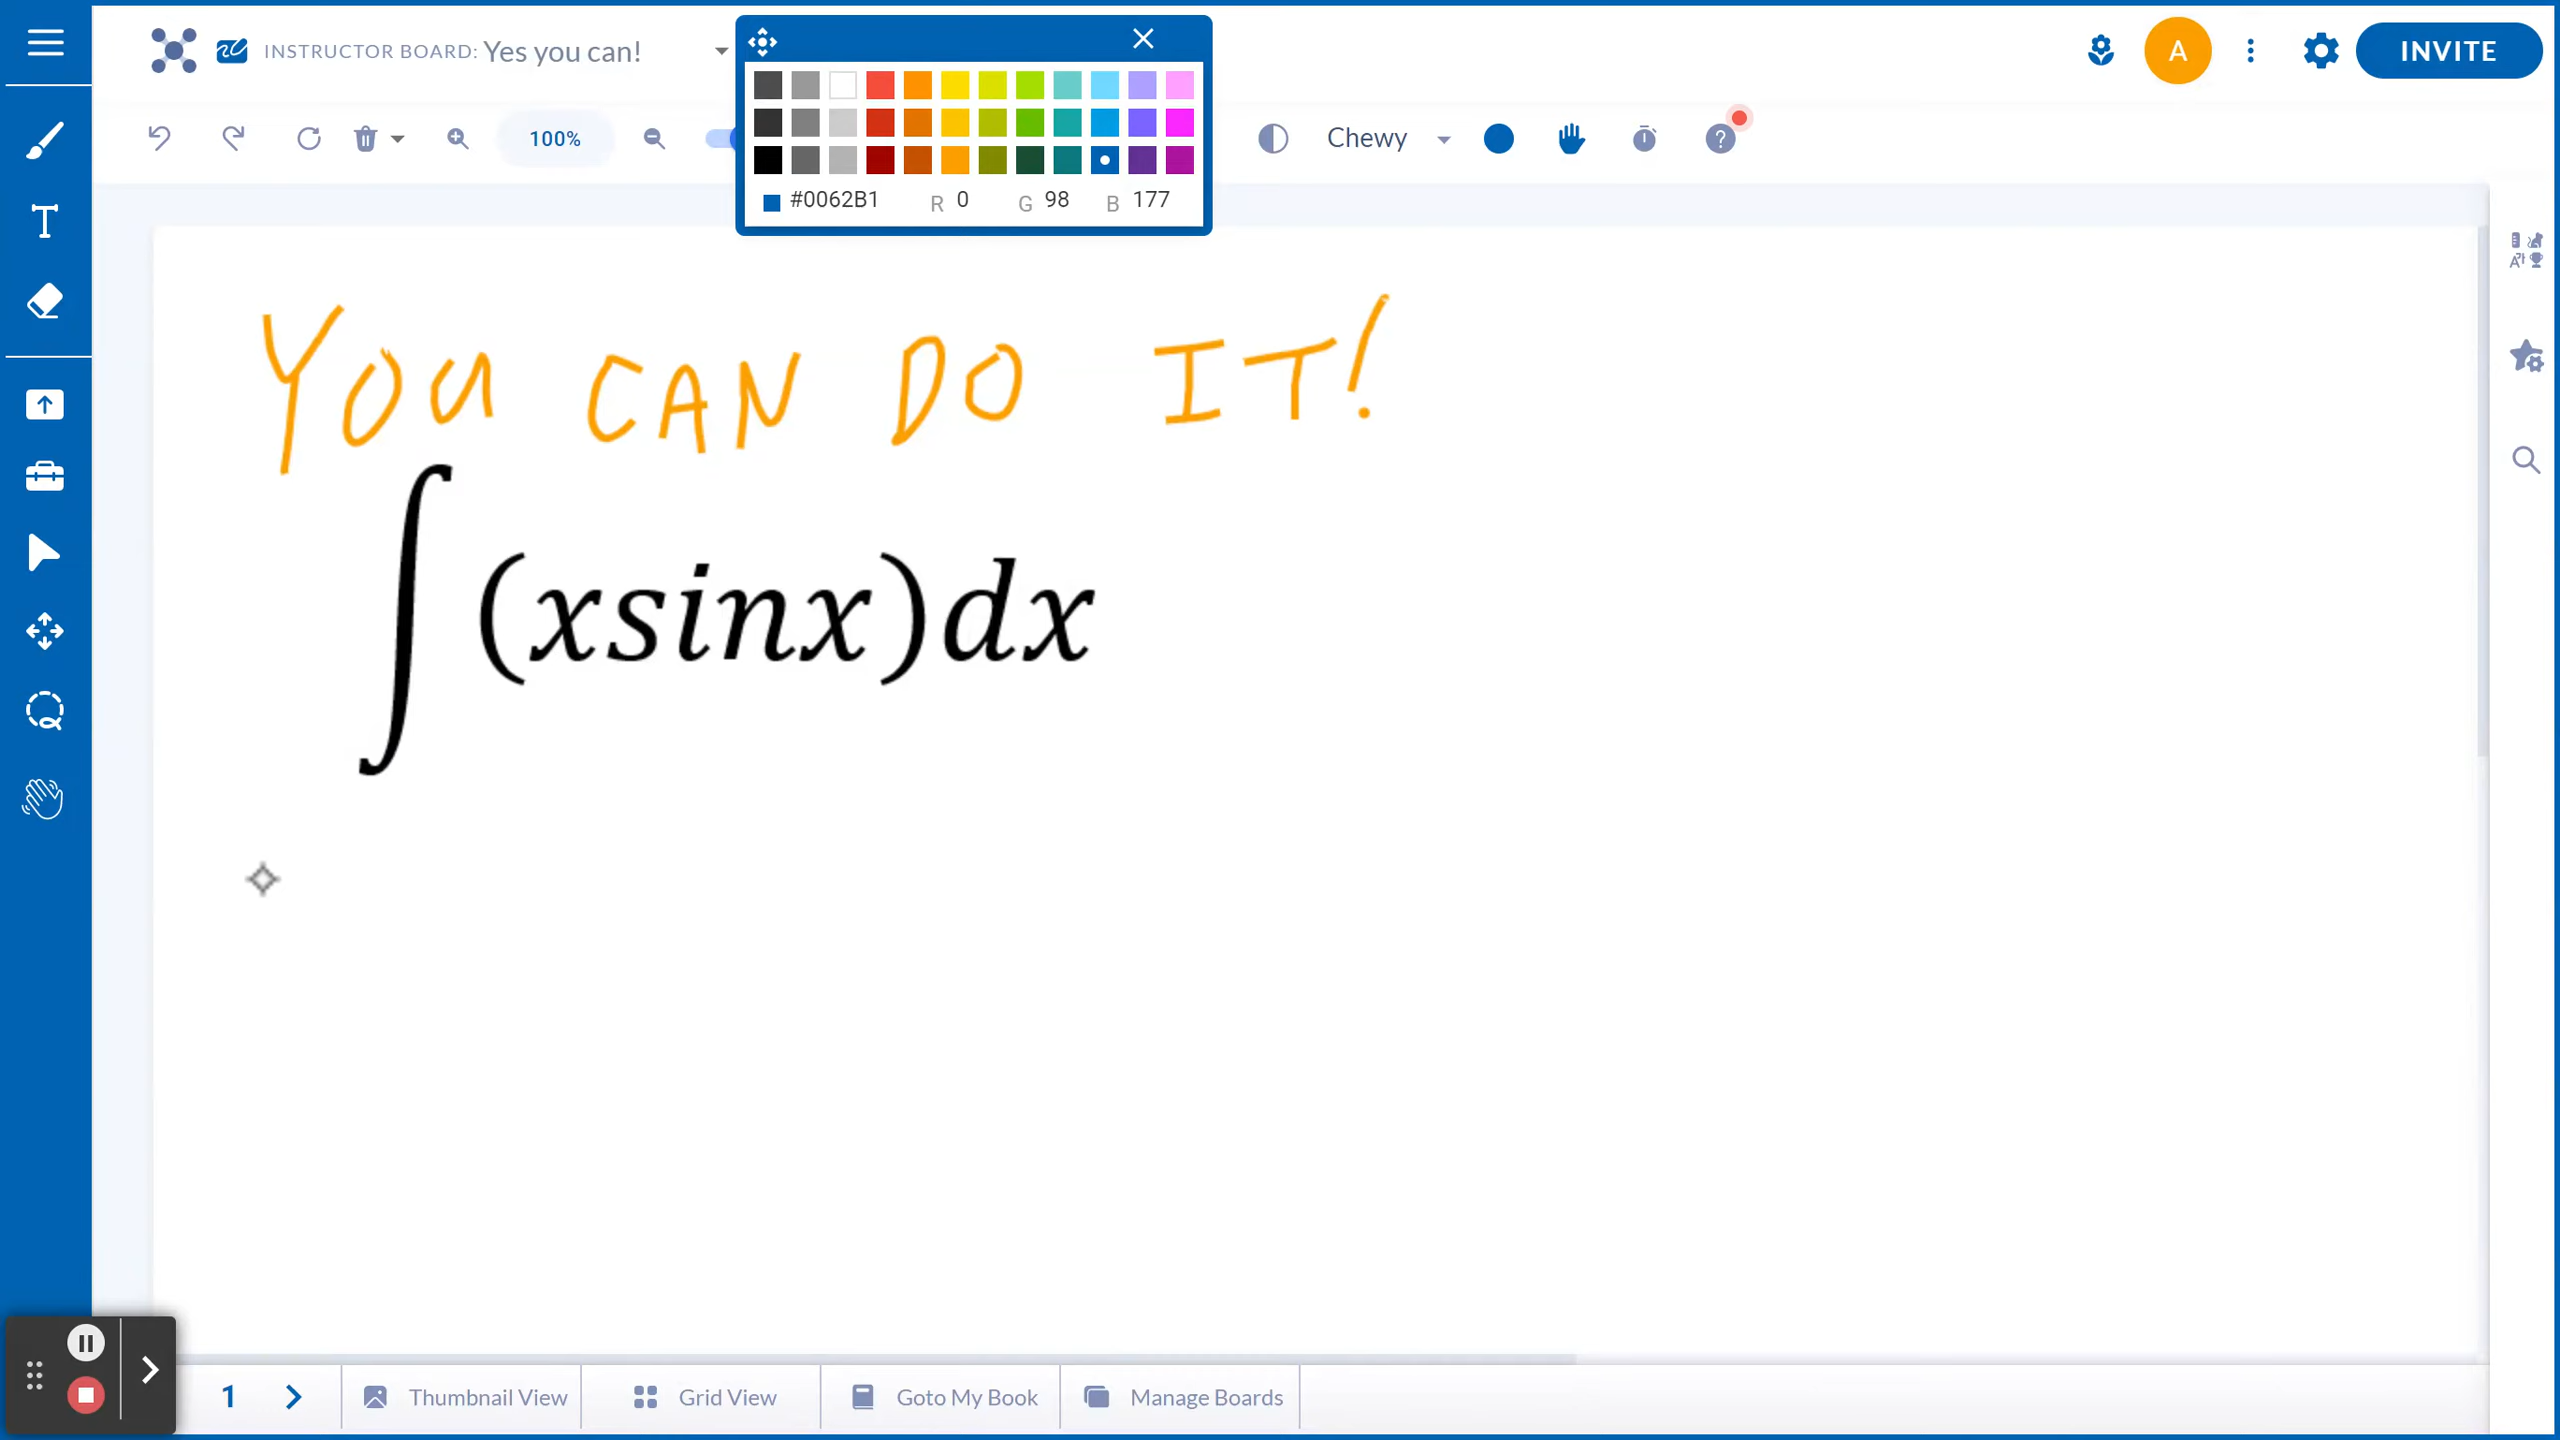 INSTRUCTOR BOARD: Yes you can!
A
INVITE
100%
Chewy
?
#0062B1 R 0 G 98 B 177
T
YOU CAN DO IT!
∫(xsinx)dx
1
Thumbnail View
Grid View
Goto My Book
Manage Boards